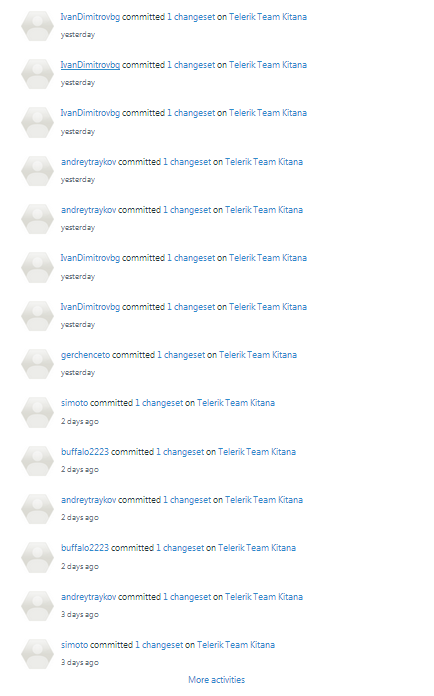 IvanDimitrovbg committed 1 changeset on Telerik Team Kitana
yesterday
IvanDimitrovbg committed 1 changeset on Telerik Team Kitana
yesterday
IvanDimitrovbg committed 1 changeset on Telerik Team Kitana
yesterday
andreytraykov committed 1 changeset on Telerik Team Kitana
yesterday
andreytraykov committed 1 changeset on Telerik Team Kitana
yesterday
IvanDimitrovbg committed 1 changeset on Telerik Team Kitana
yesterday
IvanDimitrovbg committed 1 changeset on Telerik Team Kitana
yesterday
gerchenceto committed 1 changeset on Telerik Team Kitana
yesterday
simoto committed 1 changeset on Telerik Team Kitana
2 days ago
buffalo2223 committed 1 changeset on Telerik Team Kitana
2 days ago
andreytraykov committed 1 changeset on Telerik Team Kitana
2 days ago
buffalo2223 committed 1 changeset on Telerik Team Kitana
2 days ago
andreytraykov committed 1 changeset on Telerik Team Kitana
3 days ago
simoto committed 1 changeset on Telerik Team Kitana
3 days ago
More activities